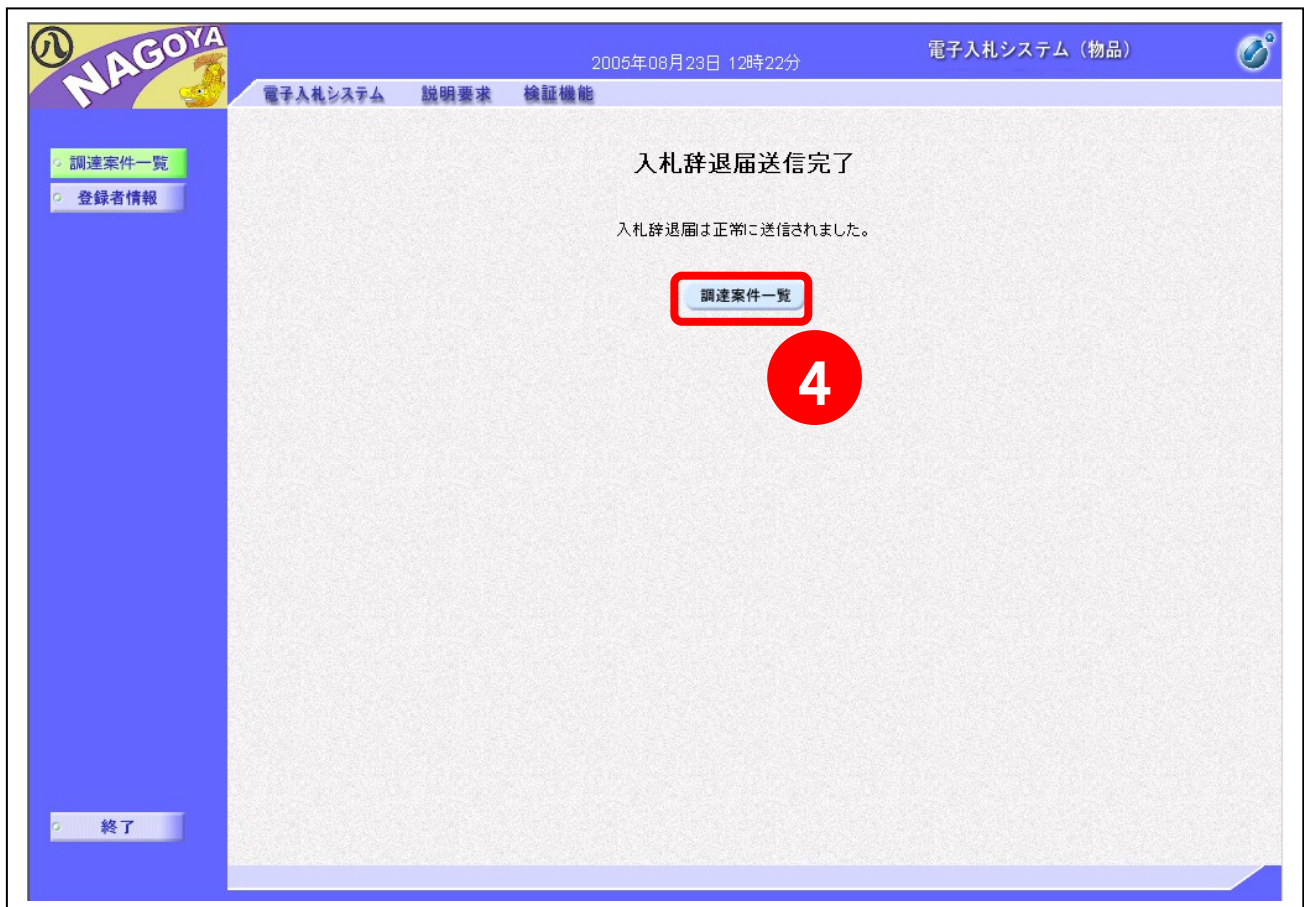 八
NAGOYA
2005年08月23日 12時22分
電子入札システム（物品）
電子入札システム 説明要求 検証機能
調達案件一覧
登録者情報
入札辞退届送信完了
入札辞退届は正常に送信されました。
調達案件一覧
4
終了